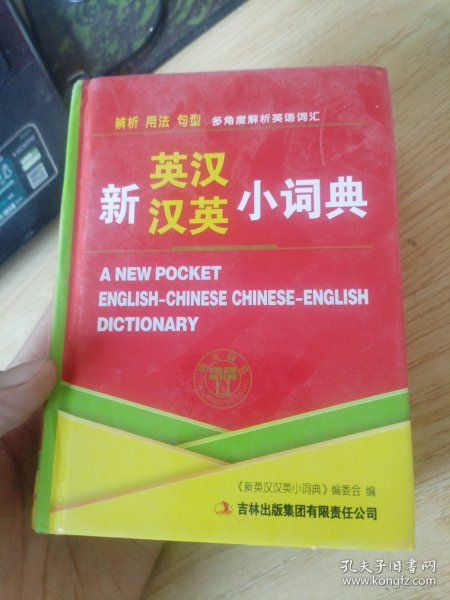 辨析 用法 句型 多角度解析英语词汇
新 英汉 汉英 小词典
A NEW POCKET
ENGLISH-CHINESE CHINESE-ENGLISH
DICTIONARY
《新英汉汉英小词典》编委会 编
吉林出版集团有限责任公司
孔夫子旧书网
www.kongfz.com